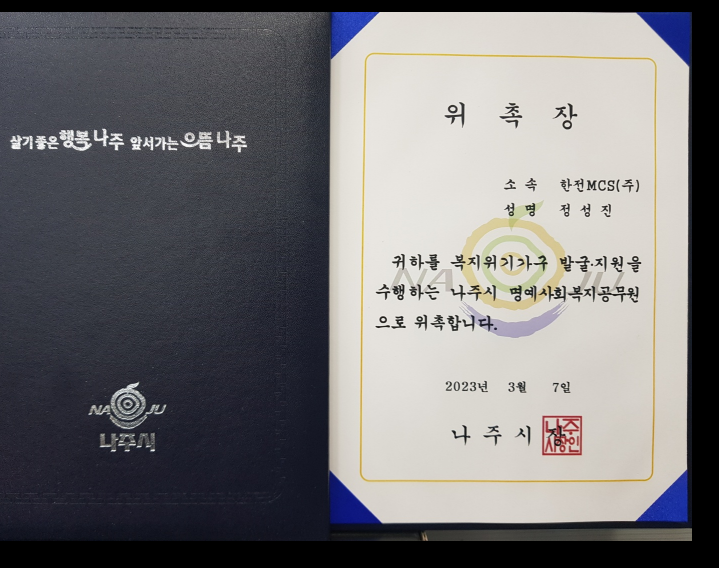 살기좋은행복나주 앞서가는으뜸나주
NA JU
나주시
위 촉 장
소 속 한전MCS(주)
성 명 정 성 진
귀하를 복지위기가구 발굴·지원을
수행하는 나주시 명예사회복지공무원
으로 위촉합니다.
NA JU
2023년 3월 7일
나 주 시 장
나주
시장인